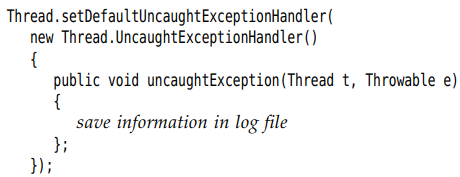 Thread.setDefaultUncaughtExceptionHandler(
new Thread.UncaughtExceptionHandler()
{
public void uncaughtException(Thread t, Throwable e)
{
save information in log file
};
});